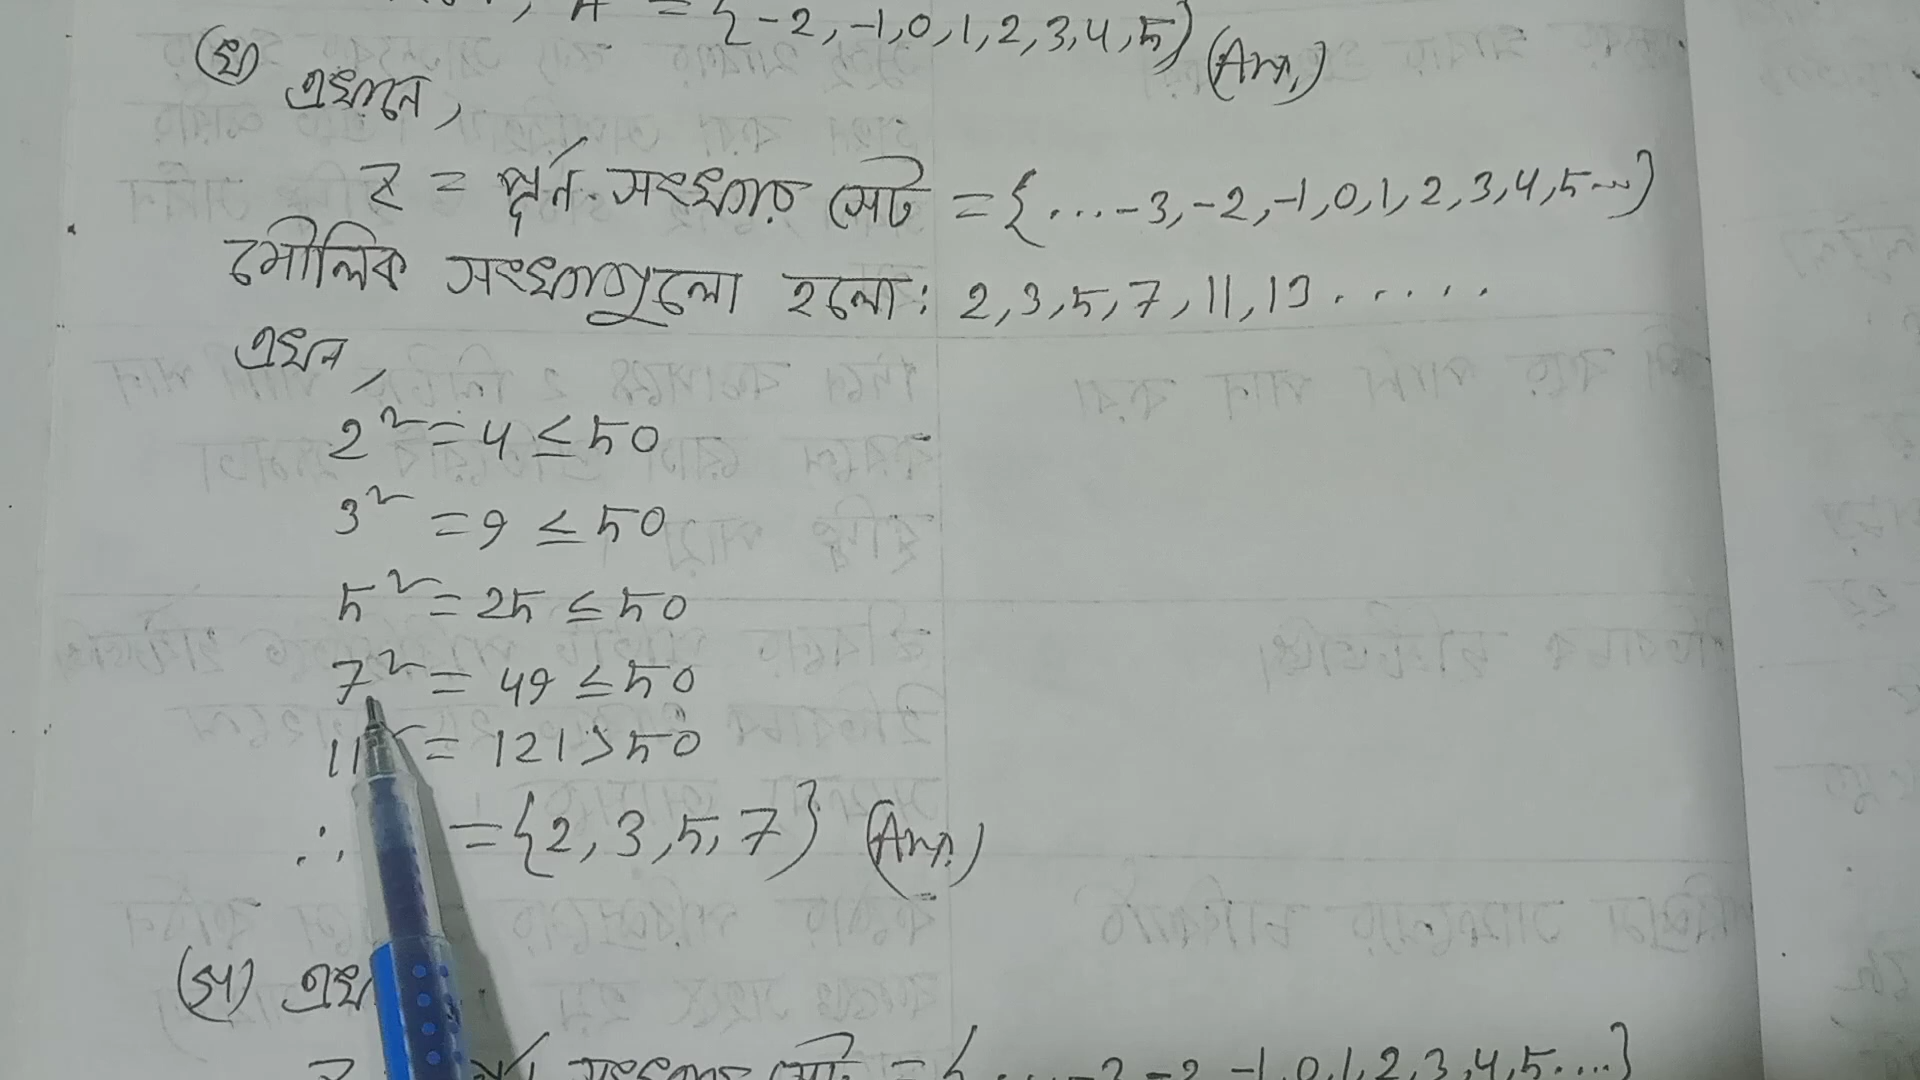 A = {-2, -1, 0, 1, 2, 3, 4, 5} (Ans.)
(খ) এখানে,
Z = পূর্ন সংখ্যার সেট = {...-3, -2, -1, 0, 1, 2, 3, 4, 5...}
মৌলিক সংখ্যাগুলো হলো: 2, 3, 5, 7, 11, 13.....
এখন,
2² = 4 ≤ 50
3² = 9 ≤ 50
5² = 25 ≤ 50
7² = 49 ≤ 50
11² = 121 > 50
∴ = {2, 3, 5, 7} (Ans.)
(গ) এখ
সংখ্যার সেট = {...-3 -2 -1, 0, 1, 2, 3, 4, 5....}